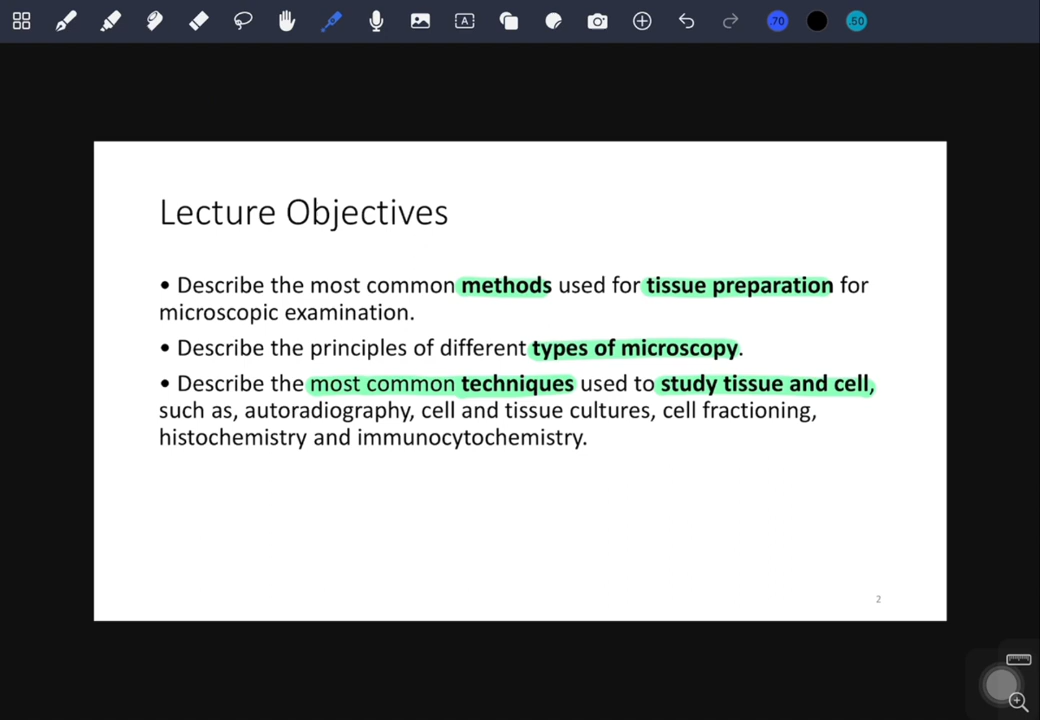 .70
.50
A
Lecture Objectives
• Describe the most common methods used for tissue preparation for
microscopic examination.
• Describe the principles of different types of microscopy.
• Describe the most common techniques used to study tissue and cell,
such as, autoradiography, cell and tissue cultures, cell fractioning,
histochemistry and immunocytochemistry.
2